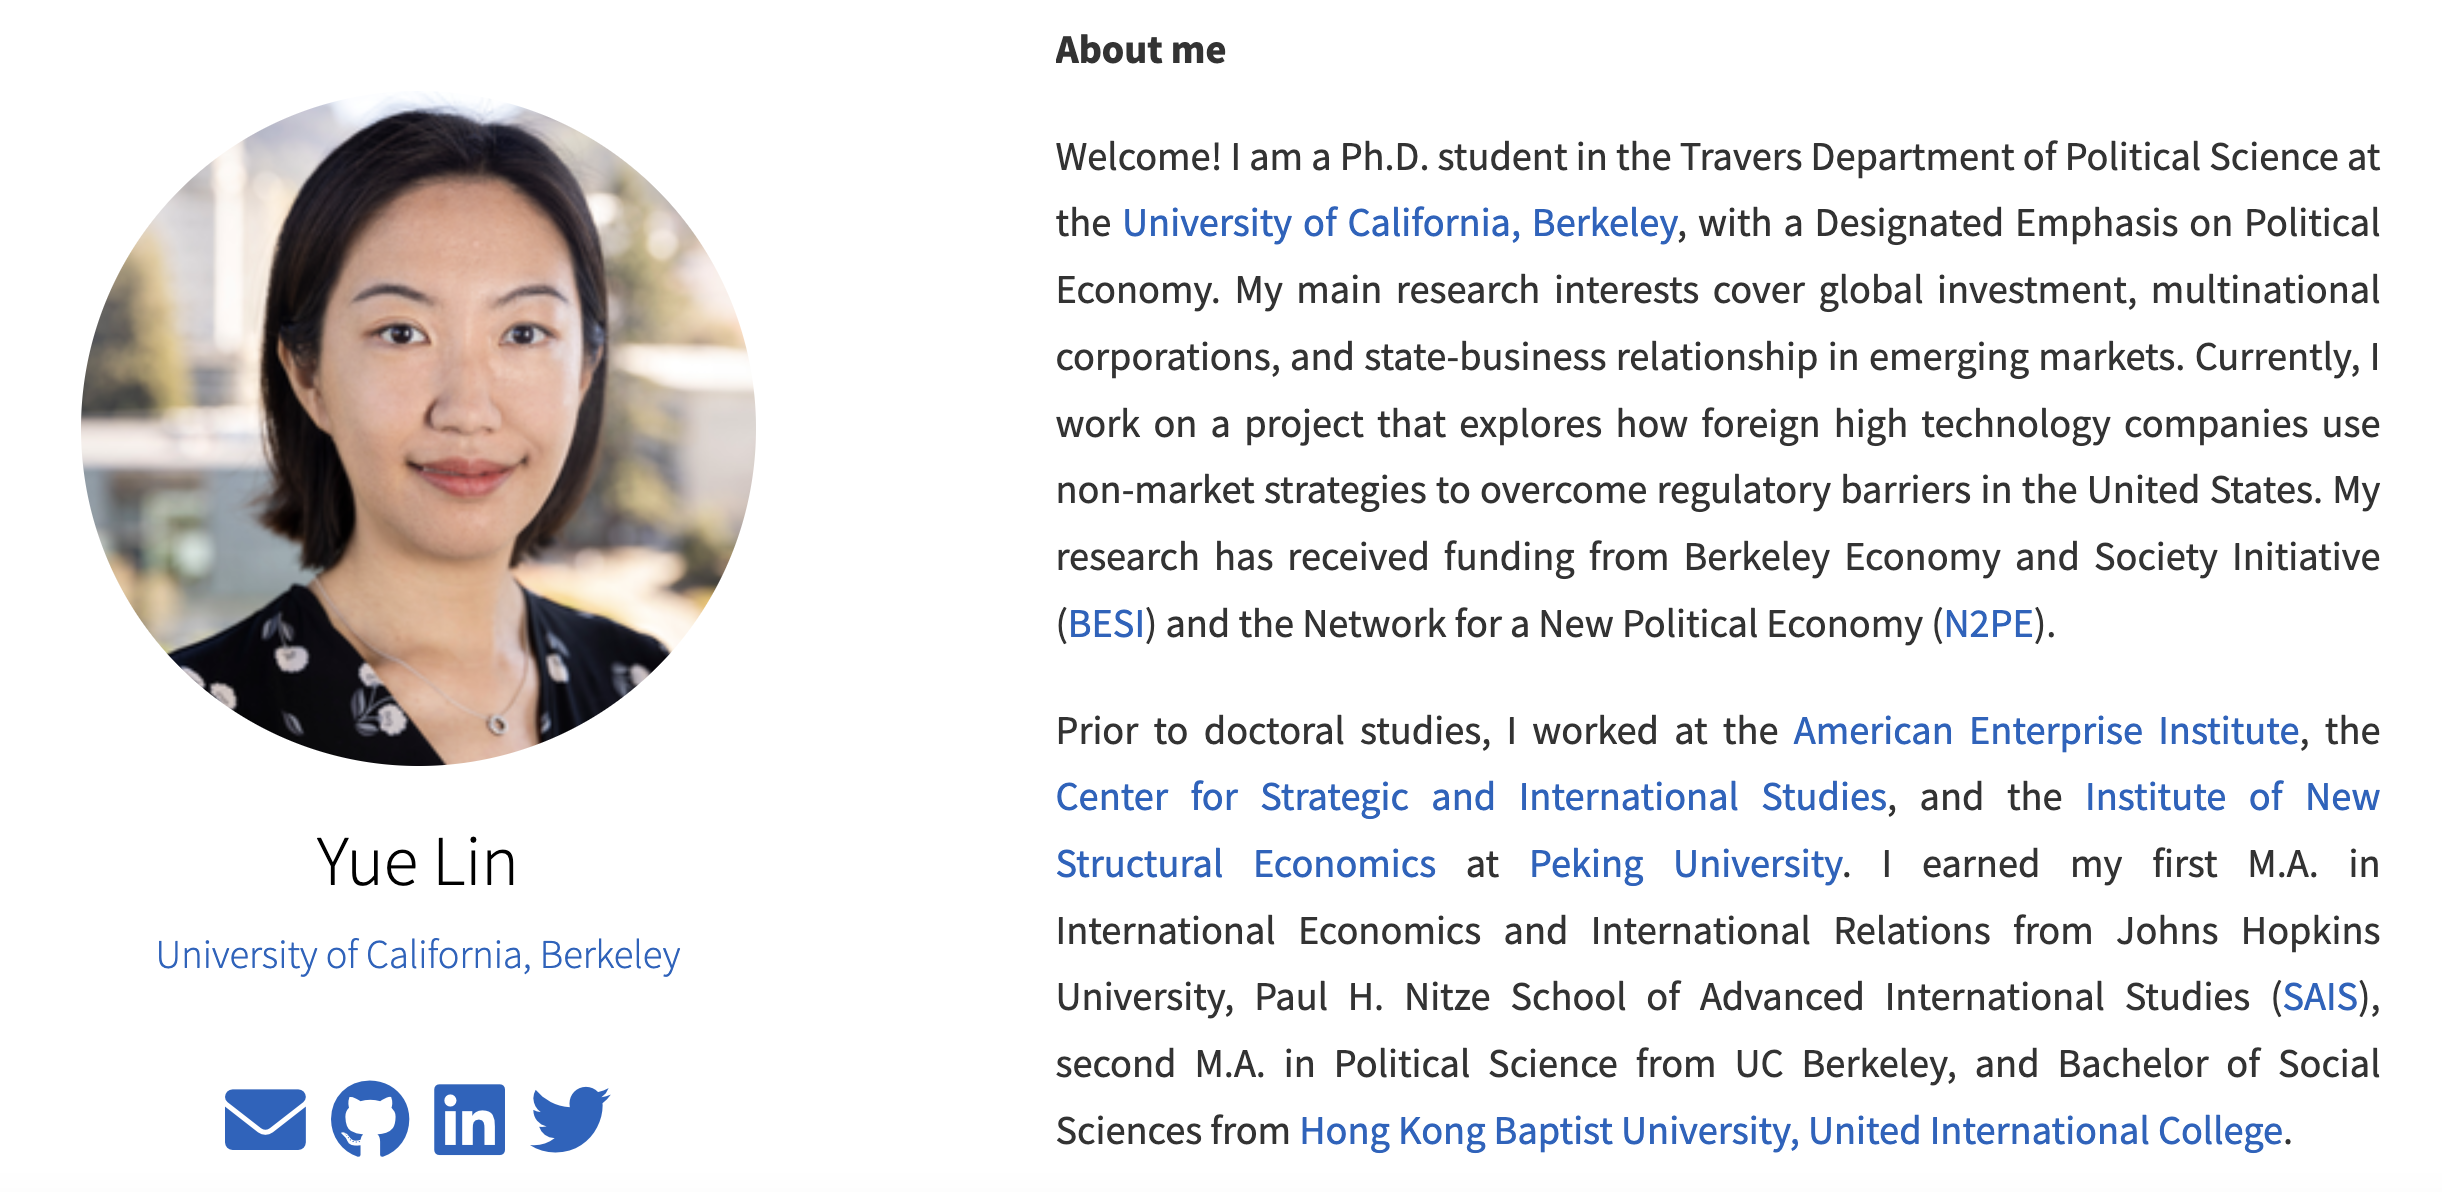 About me
Welcome! I am a Ph.D. student in the Travers Department of Political Science at
the University of California, Berkeley, with a Designated Emphasis on Political
Economy. My main research interests cover global investment, multinational
corporations, and state-business relationship in emerging markets. Currently, I
work on a project that explores how foreign high technology companies use
non-market strategies to overcome regulatory barriers in the United States. My
research has received funding from Berkeley Economy and Society Initiative
(BESI) and the Network for a New Political Economy (N2PE).
Prior to doctoral studies, I worked at the American Enterprise Institute, the
Center for Strategic and International Studies, and the Institute of New
Structural Economics at Peking University. I earned my first M.A. in
International Economics and International Relations from Johns Hopkins
University, Paul H. Nitze School of Advanced International Studies (SAIS),
second M.A. in Political Science from UC Berkeley, and Bachelor of Social
Sciences from Hong Kong Baptist University, United International College.
Yue Lin
University of California, Berkeley
in